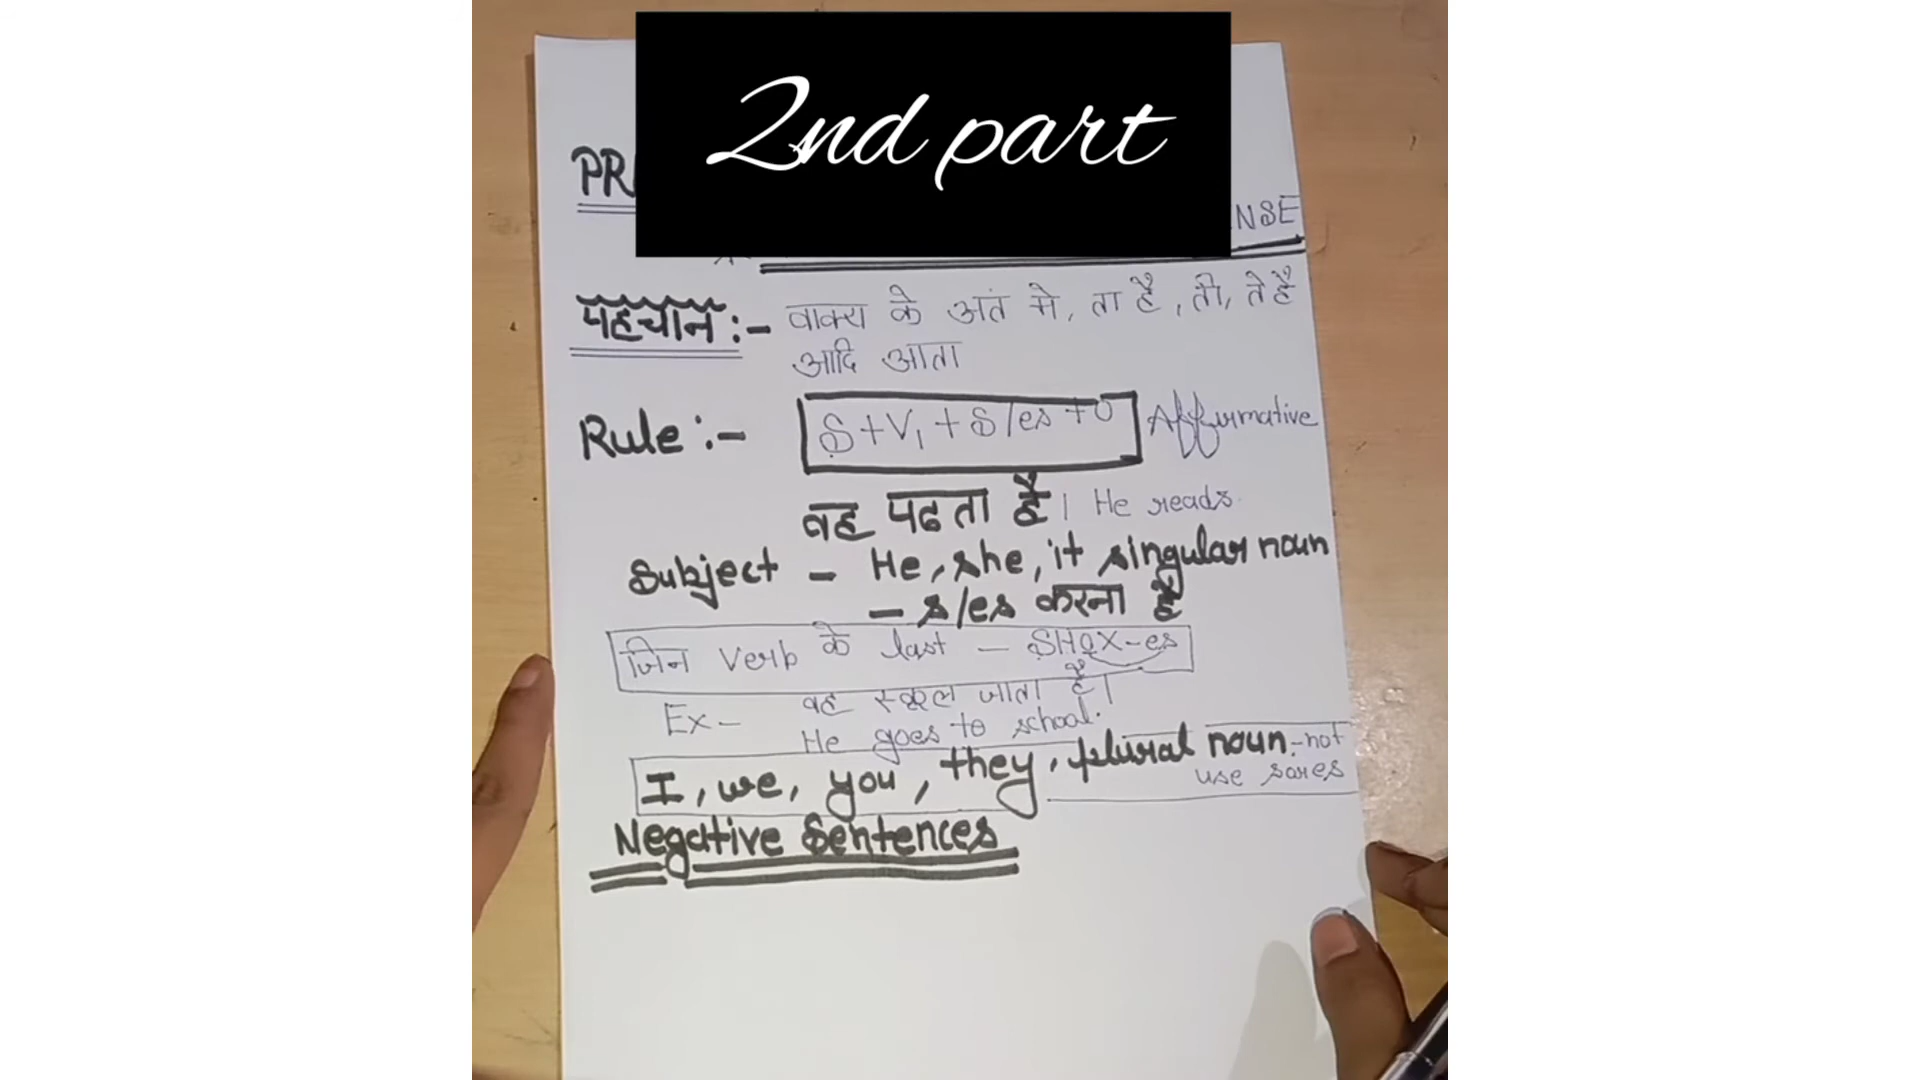 2nd part
PR
NSE
पहचान :- वाक्य के अतं मे, ता है, ती, ते है
आदि आता
Rule :- S+V₁+S/es+O Affirmative
वह पढता है। He reads.
Subject - He, she, it singular noun
- s/es करना है
जिन Verb के last - SHOX-es
Ex- वह स्कूल जाता है।
He goes to school.
I, we, you, they, plural noun.-not
use sores
Negative Sentences